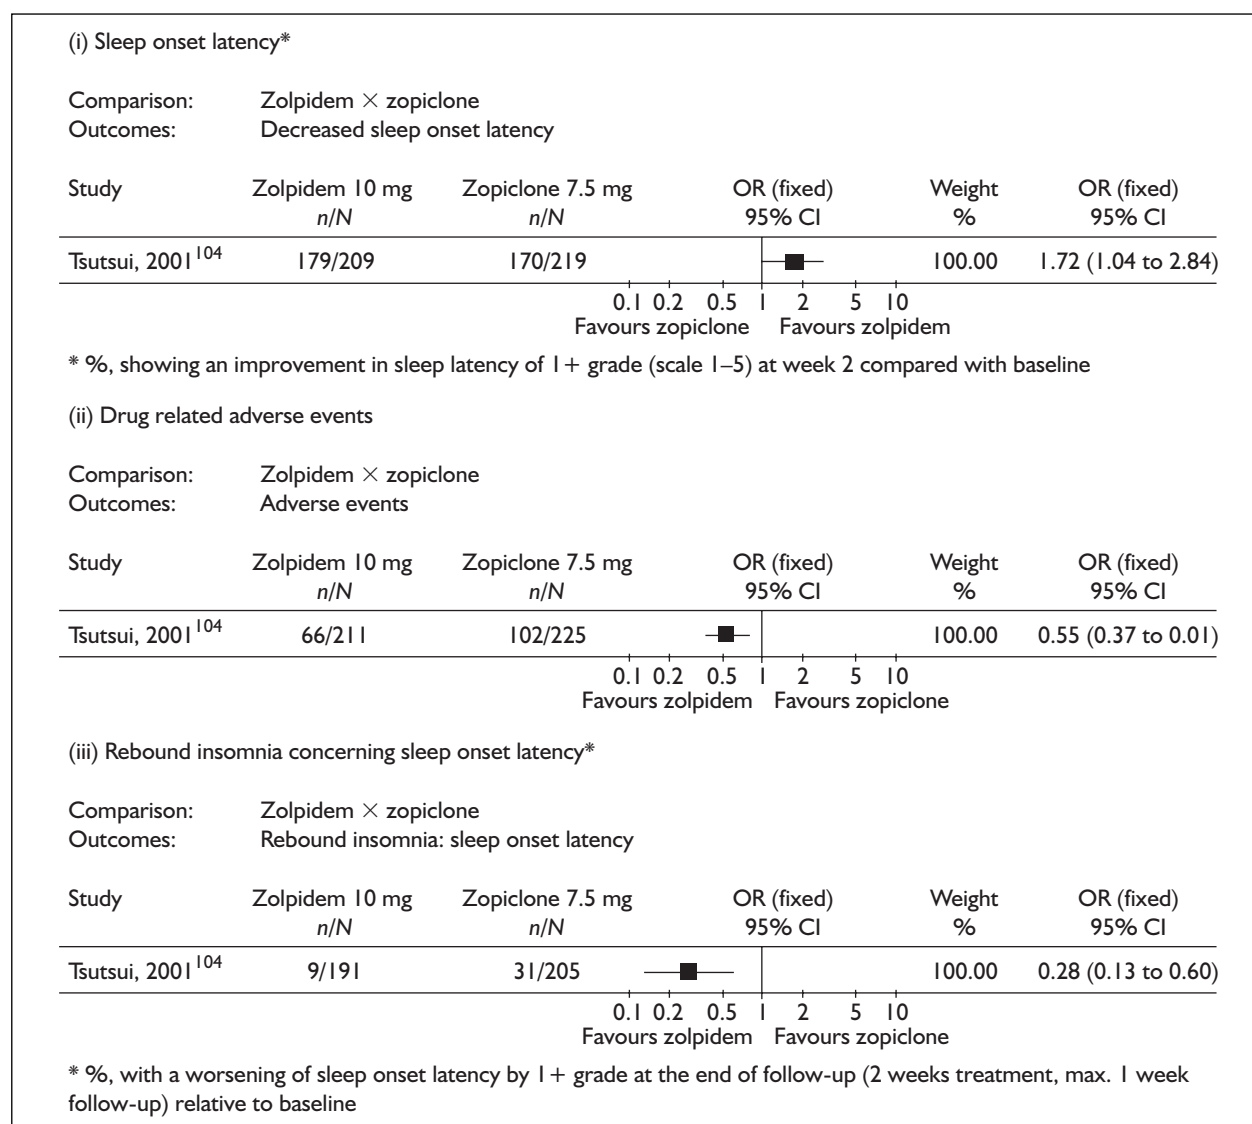 (i) Sleep onset latency*
Comparison: Zolpidem × zopiclone
Outcomes: Decreased sleep onset latency
Study Zolpidem 10 mg Zopiclone 7.5 mg OR (fixed) Weight OR (fixed)
n/N n/N 95% CI % 95% CI
Tsutsui, 2001104 179/209 170/219 100.00 1.72 (1.04 to 2.84)
0.1 0.2 0.5 1 2 5 10
Favours zopiclone Favours zolpidem
* %, showing an improvement in sleep latency of 1+ grade (scale 1–5) at week 2 compared with baseline
(ii) Drug related adverse events
Comparison: Zolpidem × zopiclone
Outcomes: Adverse events
Study Zolpidem 10 mg Zopiclone 7.5 mg OR (fixed) Weight OR (fixed)
n/N n/N 95% CI % 95% CI
Tsutsui, 2001104 66/211 102/225 100.00 0.55 (0.37 to 0.01)
0.1 0.2 0.5 1 2 5 10
Favours zolpidem Favours zopiclone
(iii) Rebound insomnia concerning sleep onset latency*
Comparison: Zolpidem × zopiclone
Outcomes: Rebound insomnia: sleep onset latency
Study Zolpidem 10 mg Zopiclone 7.5 mg OR (fixed) Weight OR (fixed)
n/N n/N 95% CI % 95% CI
Tsutsui, 2001104 9/191 31/205 100.00 0.28 (0.13 to 0.60)
0.1 0.2 0.5 1 2 5 10
Favours zolpidem Favours zopiclone
* %, with a worsening of sleep onset latency by 1+ grade at the end of follow-up (2 weeks treatment, max. 1 week
follow-up) relative to baseline